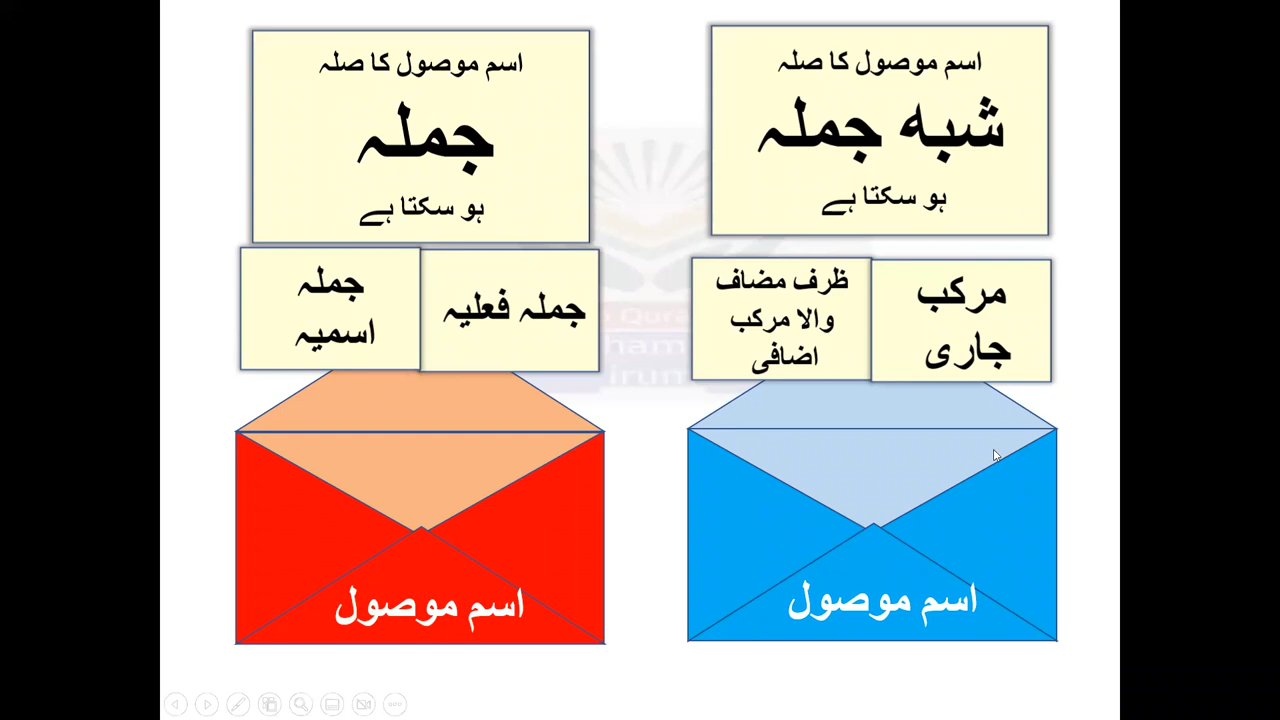 اسم موصول کا صلہ
شبه جملہ
ہو سکتا ہے
مرکب
جاری
ظرف مضاف
والا مرکب
اضافی
اسم موصول
اسم موصول کا صلہ
جملہ
ہو سکتا ہے
جملہ فعلیہ
جملہ
اسمیہ
اسم موصول